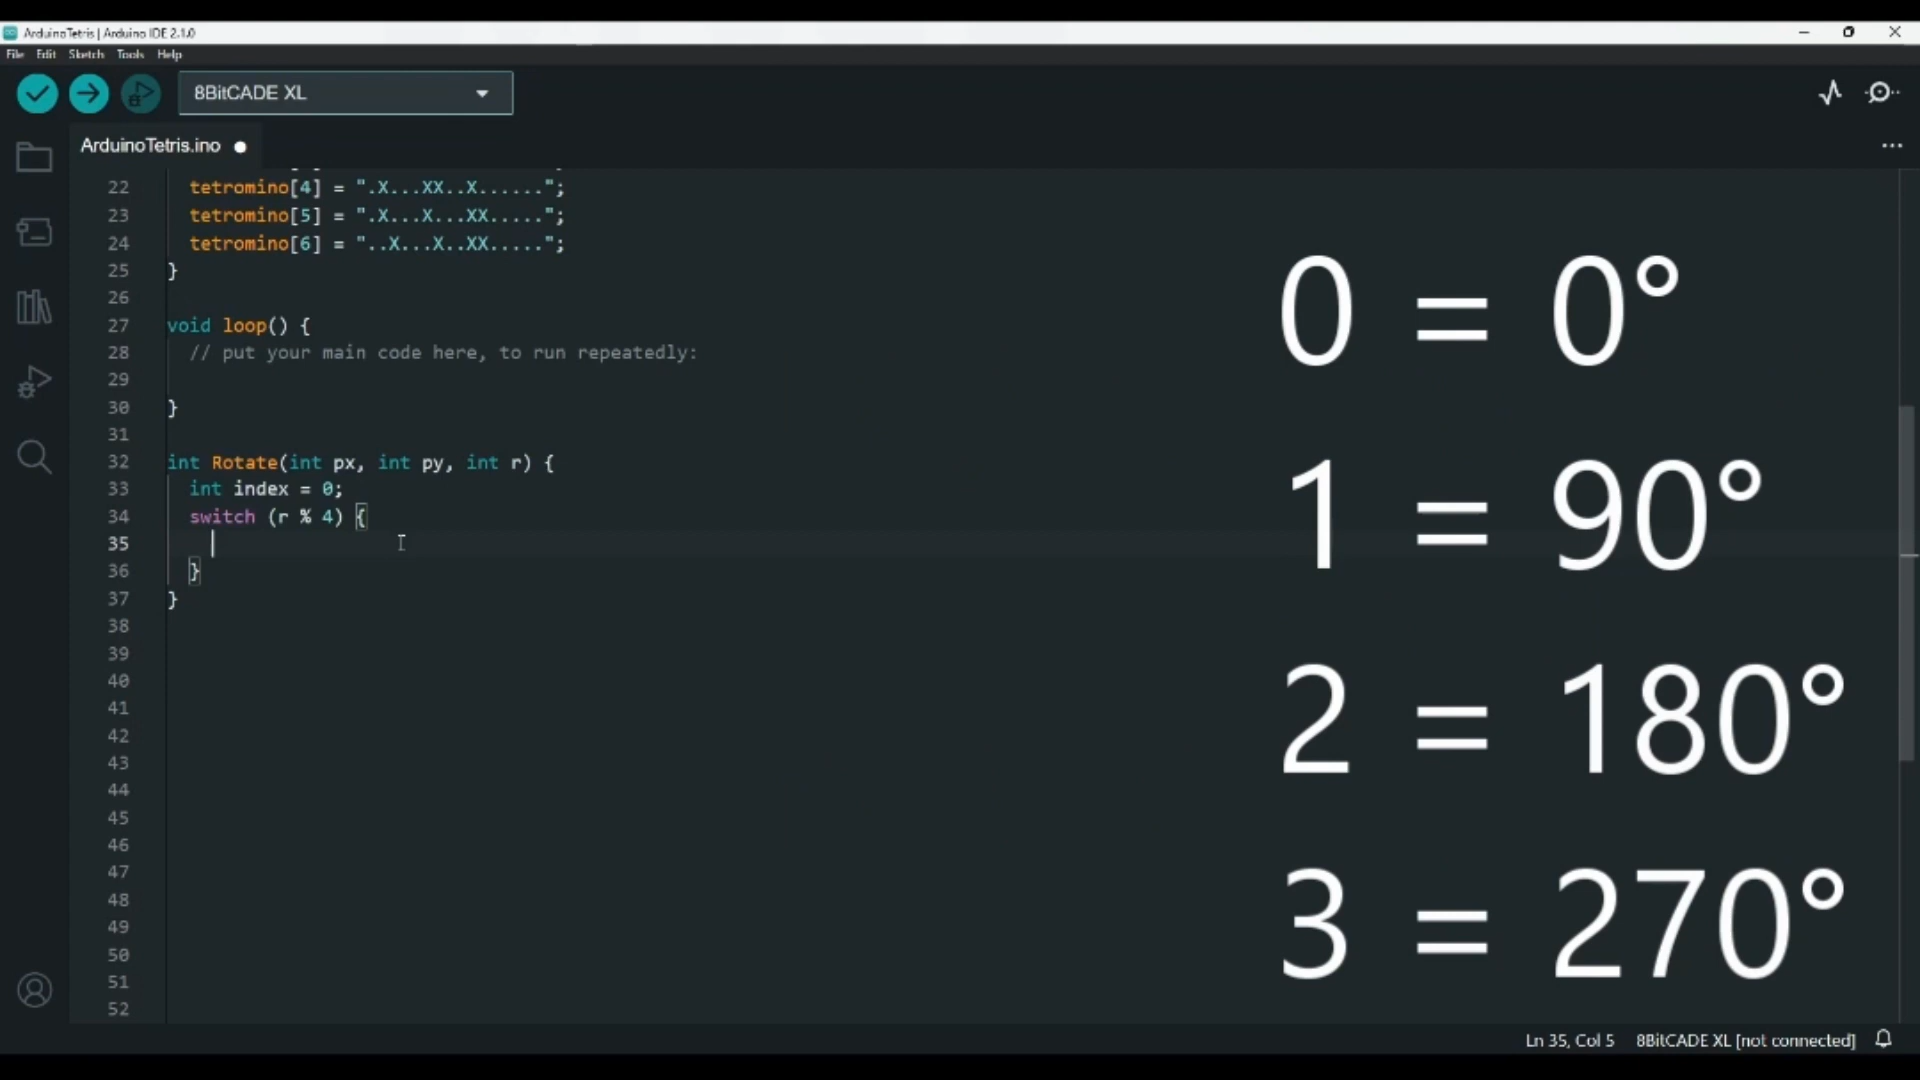 ArduinoTetris | Arduino IDE 2.1.0
File Edit Sketch Tools Help
8BitCADE XL
ArduinoTetris.ino
22 tetromino[4] = ".X...XX..X......";
23 tetromino[5] = ".X...X...XX.....";
24 tetromino[6] = "..X...X..XX.....";
25 }
26
27 void loop() {
28 // put your main code here, to run repeatedly:
29
30 }
31
32 int Rotate(int px, int py, int r) {
33 int index = 0;
34 switch (r % 4) {
35
36 }
37 }
38
39
40
41
42
43
44
45
46
47
48
49
50
51
52
0 = 0°
1 = 90°
2 = 180°
3 = 270°
Ln 35, Col 5 8BitCADE XL [not connected]